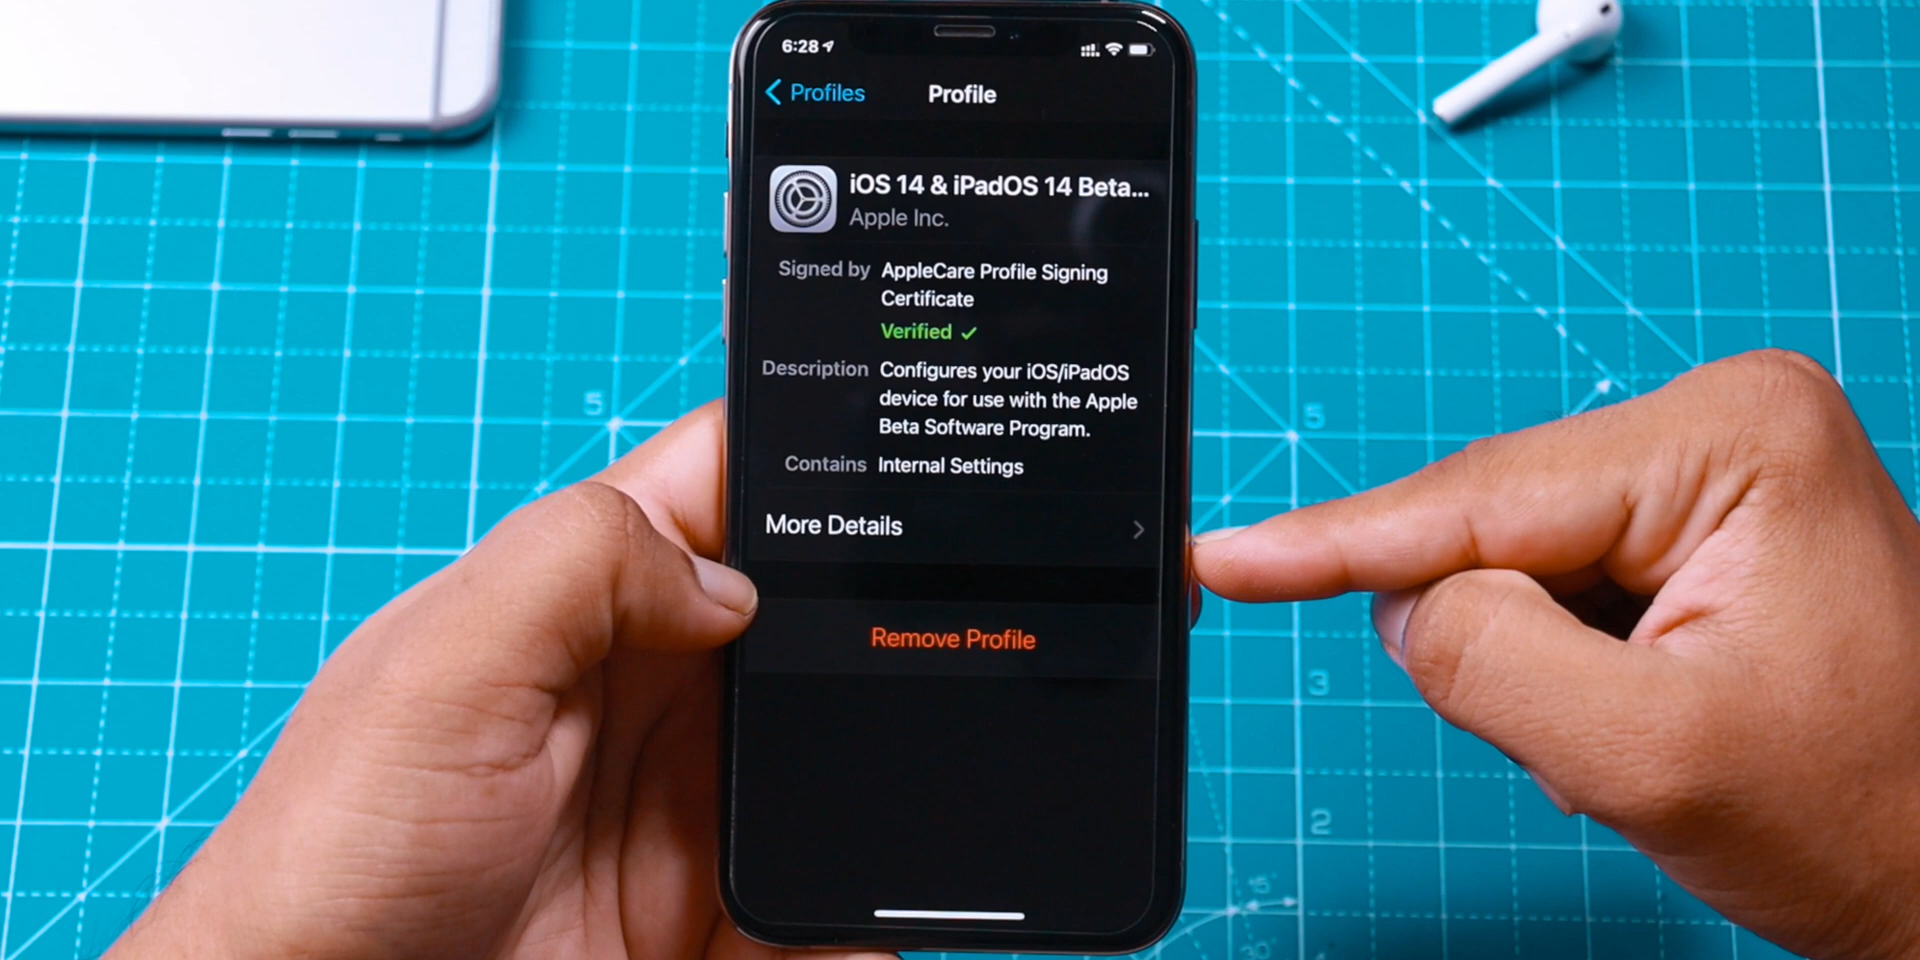 6:28
Profiles
Profile
iOS 14 & iPadOS 14 Beta...
Apple Inc.
Signed by AppleCare Profile Signing
Certificate
Verified
Description Configures your iOS/iPadOS
device for use with the Apple
Beta Software Program.
Contains Internal Settings
More Details
Remove Profile
5
5
3
2
15°
30°